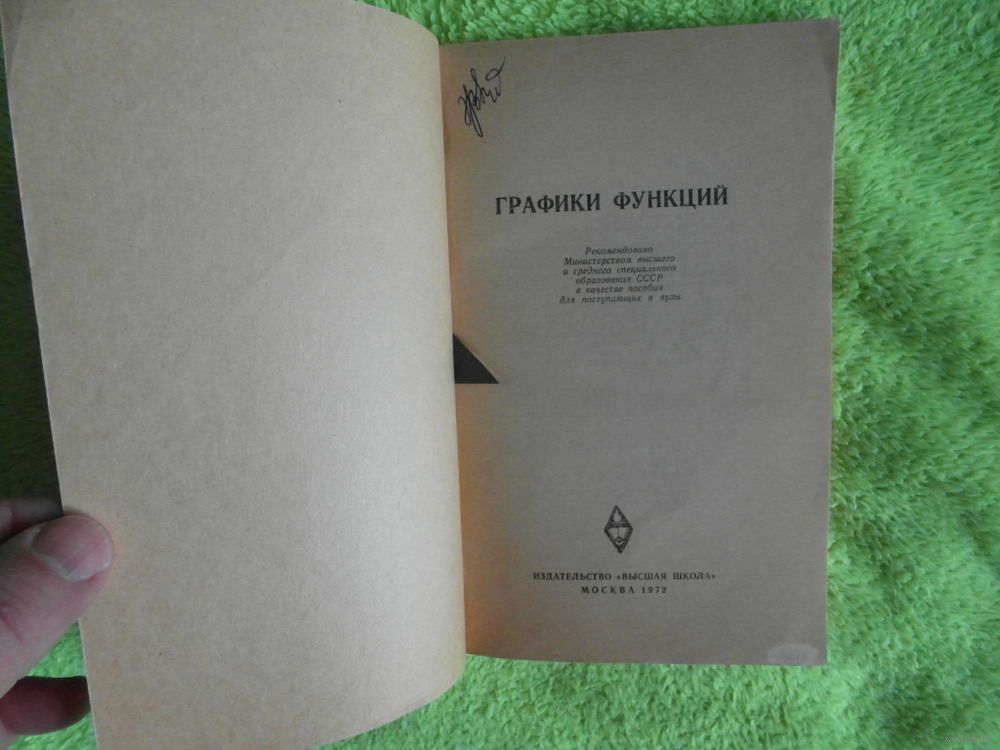 ГРАФИКИ ФУНКЦИЙ
Рекомендовано
Министерством высшего
и среднего специального
образования СССР
в качестве пособия
для поступающих в вузы
ИЗДАТЕЛЬСТВО «ВЫСШАЯ ШКОЛА»
МОСКВА 1972